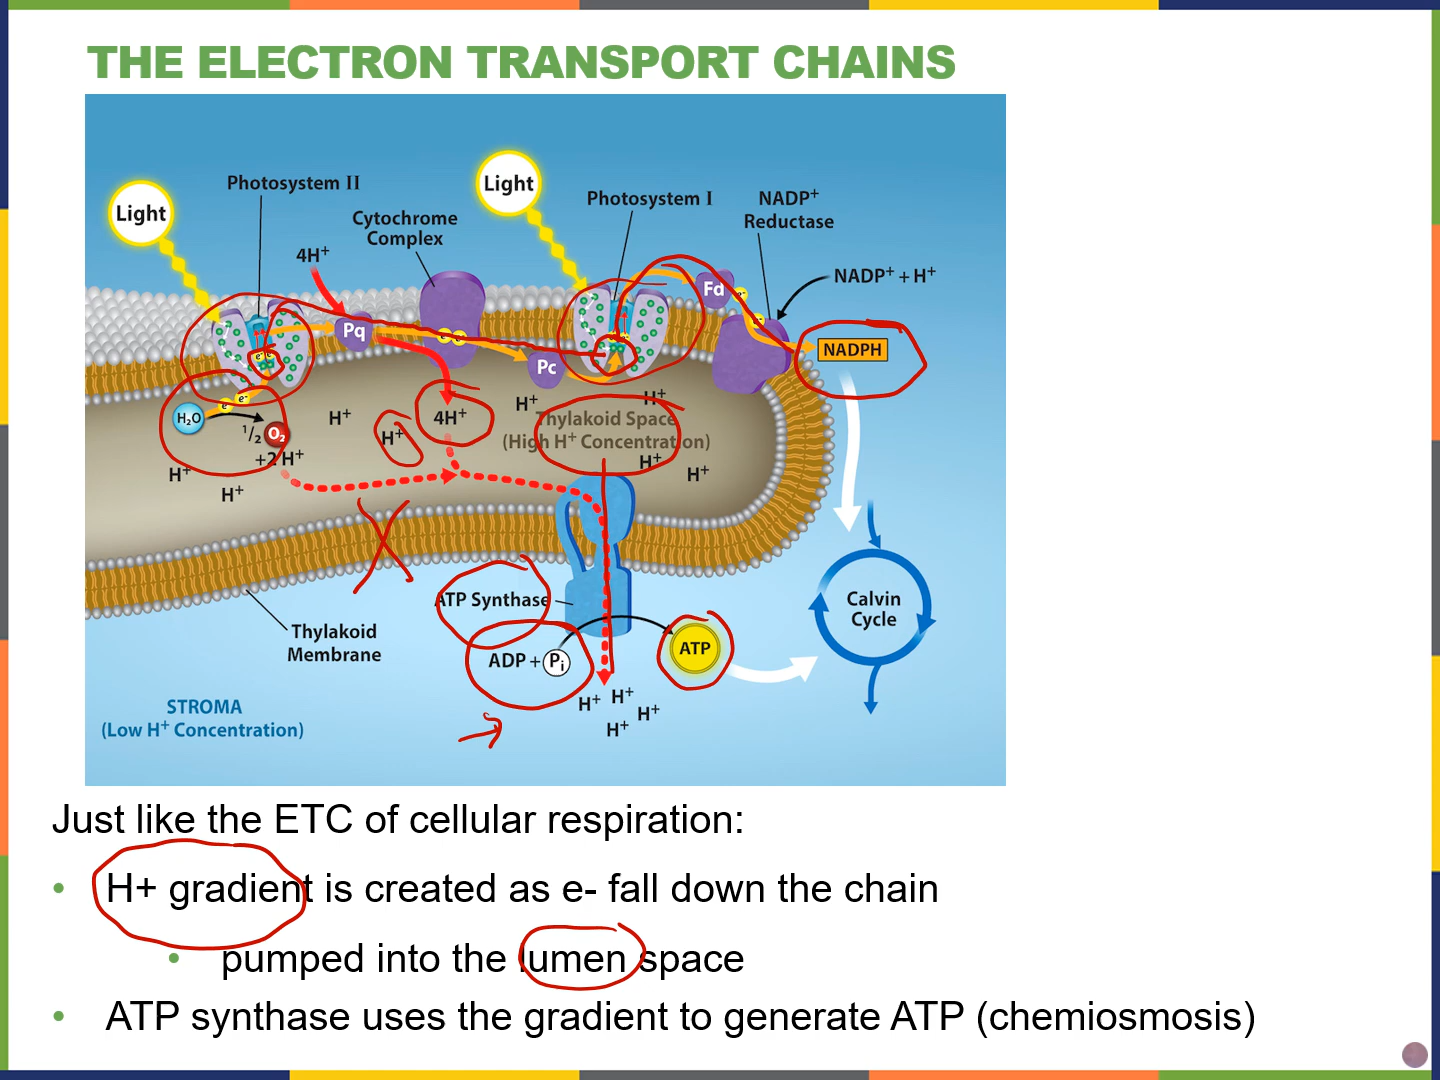 THE ELECTRON TRANSPORT CHAINS
Light
Photosystem II
Cytochrome
Complex
4H⁺
Light
Photosystem I
NADP⁺
Reductase
NADP⁺ + H⁺
Fd
e⁻
e⁻
NADPH
Pq
e⁻ e⁻
e⁻
Pc
H₂O
e⁻ e⁻
½ O₂
+2 H⁺
H⁺
H⁺
4H⁺
H⁺
H⁺
Thylakoid Space
(High H⁺ Concentration)
H⁺
H⁺
H⁺
H⁺
ATP Synthase
ADP + Pi
ATP
Calvin
Cycle
Thylakoid
Membrane
H⁺ H⁺
H⁺
H⁺
STROMA
(Low H⁺ Concentration)
Just like the ETC of cellular respiration:
• H+ gradient is created as e- fall down the chain
• pumped into the lumen space
• ATP synthase uses the gradient to generate ATP (chemiosmosis)